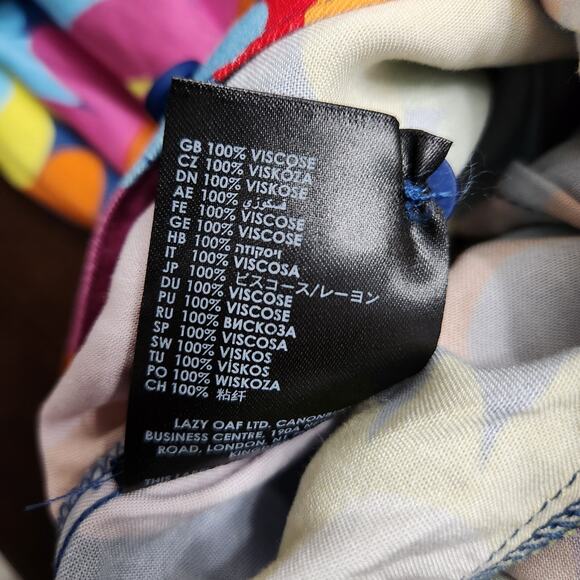 GB 100% VISCOSE
CZ 100% VISKÓZA
DN 100% VISKOSE
AE 100% فسكوزي
FE 100% VISCOSE
GE 100% VISCOSE
HB 100% ויסקוזה
IT 100% VISCOSA
JP 100% ビスコース/レーヨン
DU 100% VISCOSE
PU 100% VISCOSE
RU 100% ВИСКОЗА
SP 100% VISCOSA
SW 100% VISKOS
TU 100% VİSKOS
PO 100% WISKOZA
CH 100% 粘纤
LAZY OAF LTD. CANONB
BUSINESS CENTRE, 190A
ROAD, LONDON, N1
THIS